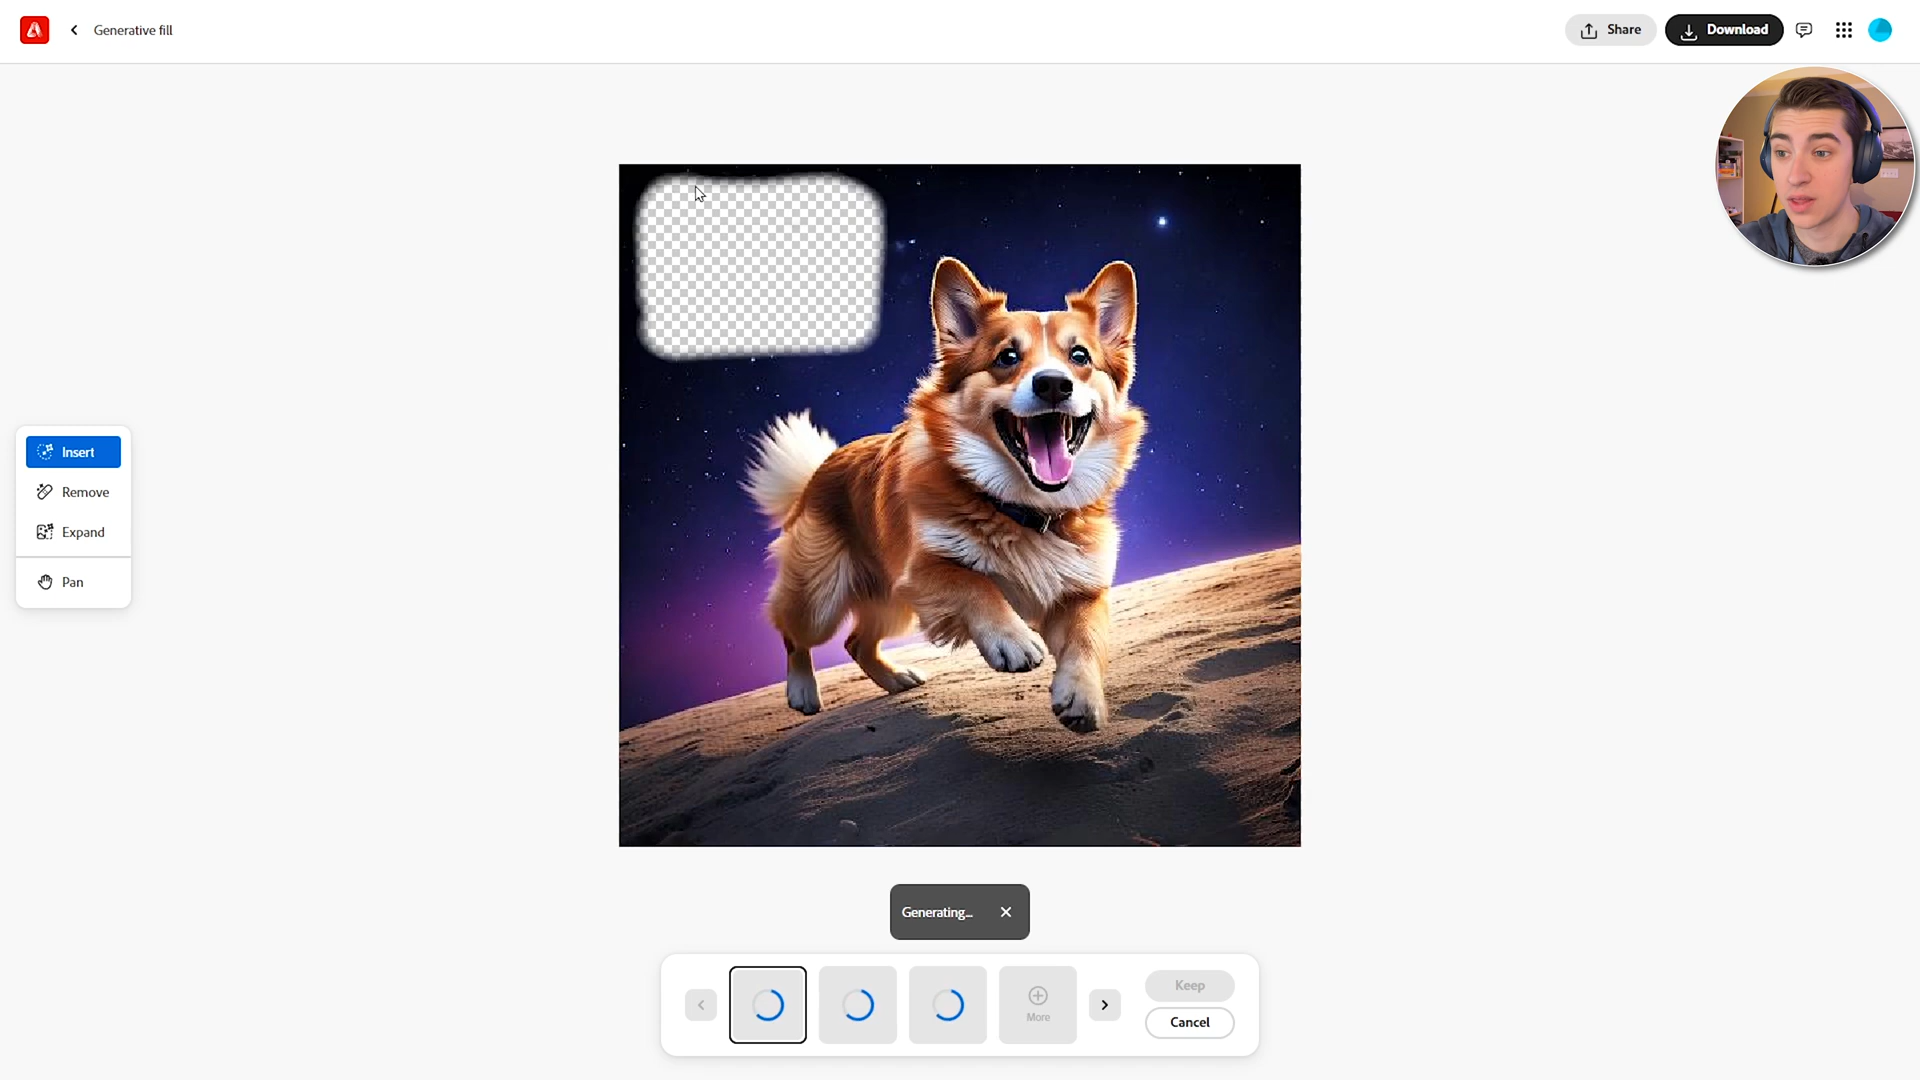 Generative fill
Share
Download
Insert
Remove
Expand
Pan
Generating...
More
Keep
Cancel